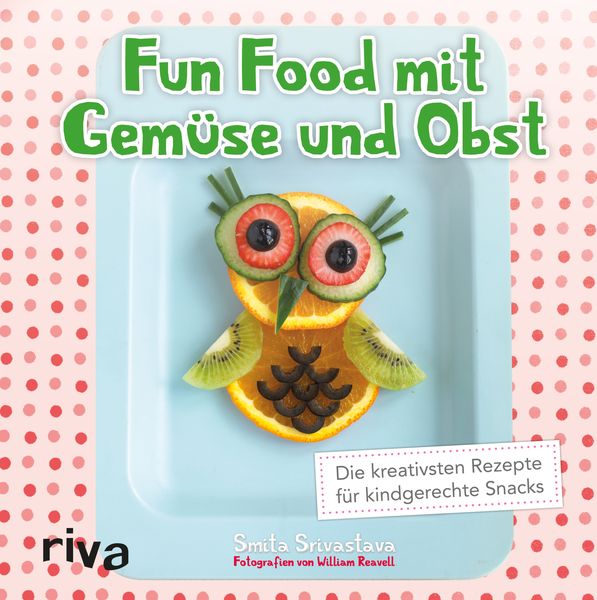 Fun Food mit
Gemüse und Obst
Die kreativsten Rezepte
für kindgerechte Snacks
Smita Srivastava
Fotografien von William Reavell
riva